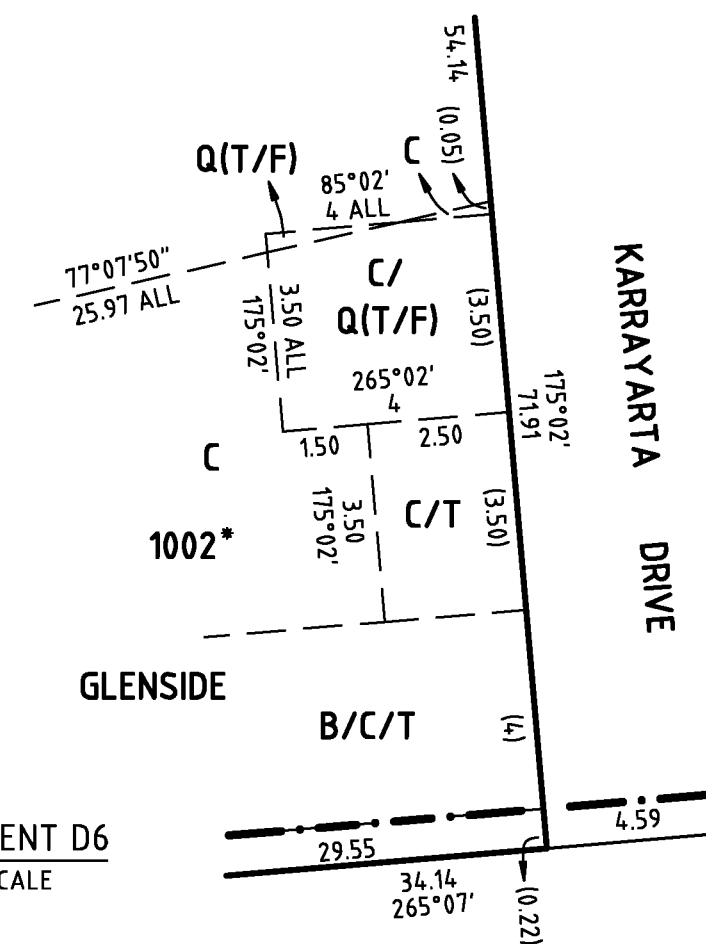 54.14
(0.05)
Q(T/F)
C
85°02'
4 ALL
77°07'50"
25.97 ALL
C/
Q(T/F)
3.50 ALL
175°02'
(3.50)
KARRAYARTA DRIVE
265°02'
4
175°02'
71.91
1.50
2.50
C
3.50
175°02'
C/T
(3.50)
1002*
GLENSIDE
B/C/T
(4)
ENT D6
CALE
29.55
4.59
34.14
265°07'
(0.22)